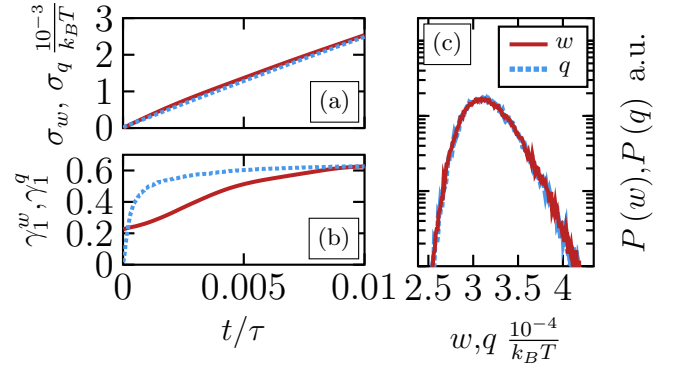 σ_w, σ_q 10^{-3}/k_BT
3
2
1
0
(a)
γ_1^w, γ_1^q
0.6
0.4
0.2
0
(b)
0 0.005 0.01
t/τ
(c)
w
q
P(w),P(q) a.u.
2.5 3 3.5 4
w,q 10^{-4}/k_BT